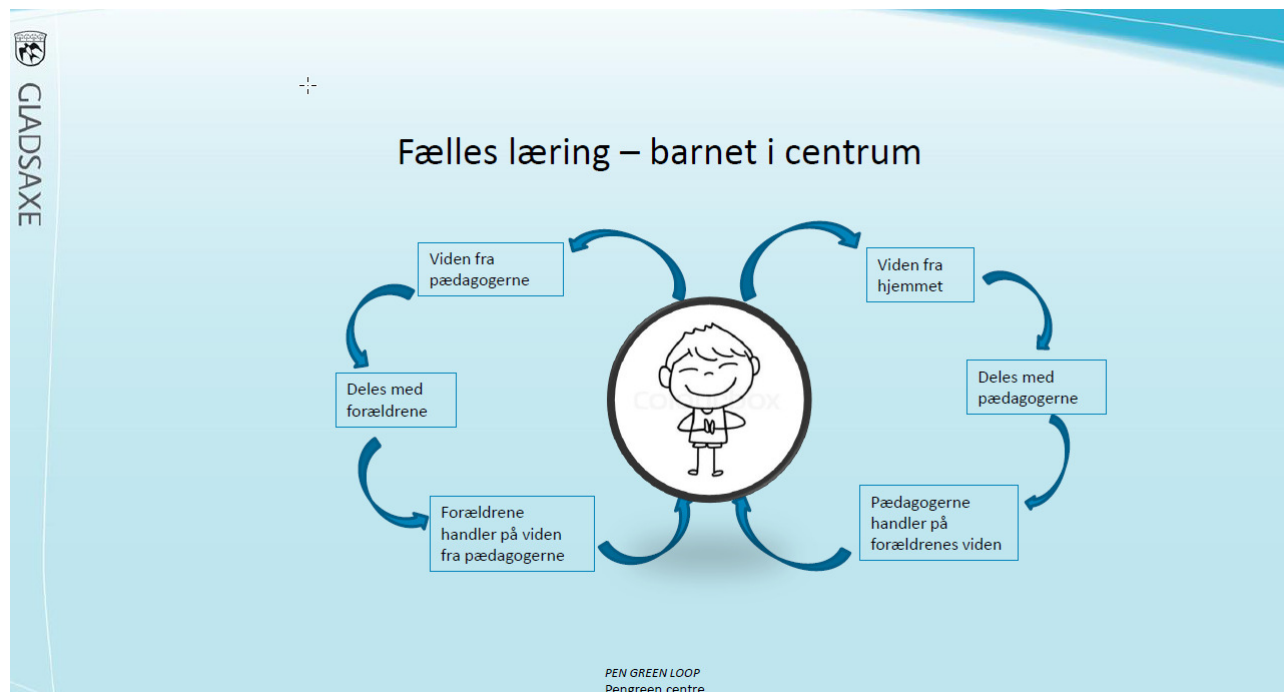 GLADSAXE
Fælles læring – barnet i centrum
Viden fra
pædagogerne
Deles med
forældrene
Forældrene
handler på viden
fra pædagogerne
Viden fra
hjemmet
Deles med
pædagogerne
Pædagogerne
handler på
forældrenes viden
PEN GREEN LOOP
Pengreen centre